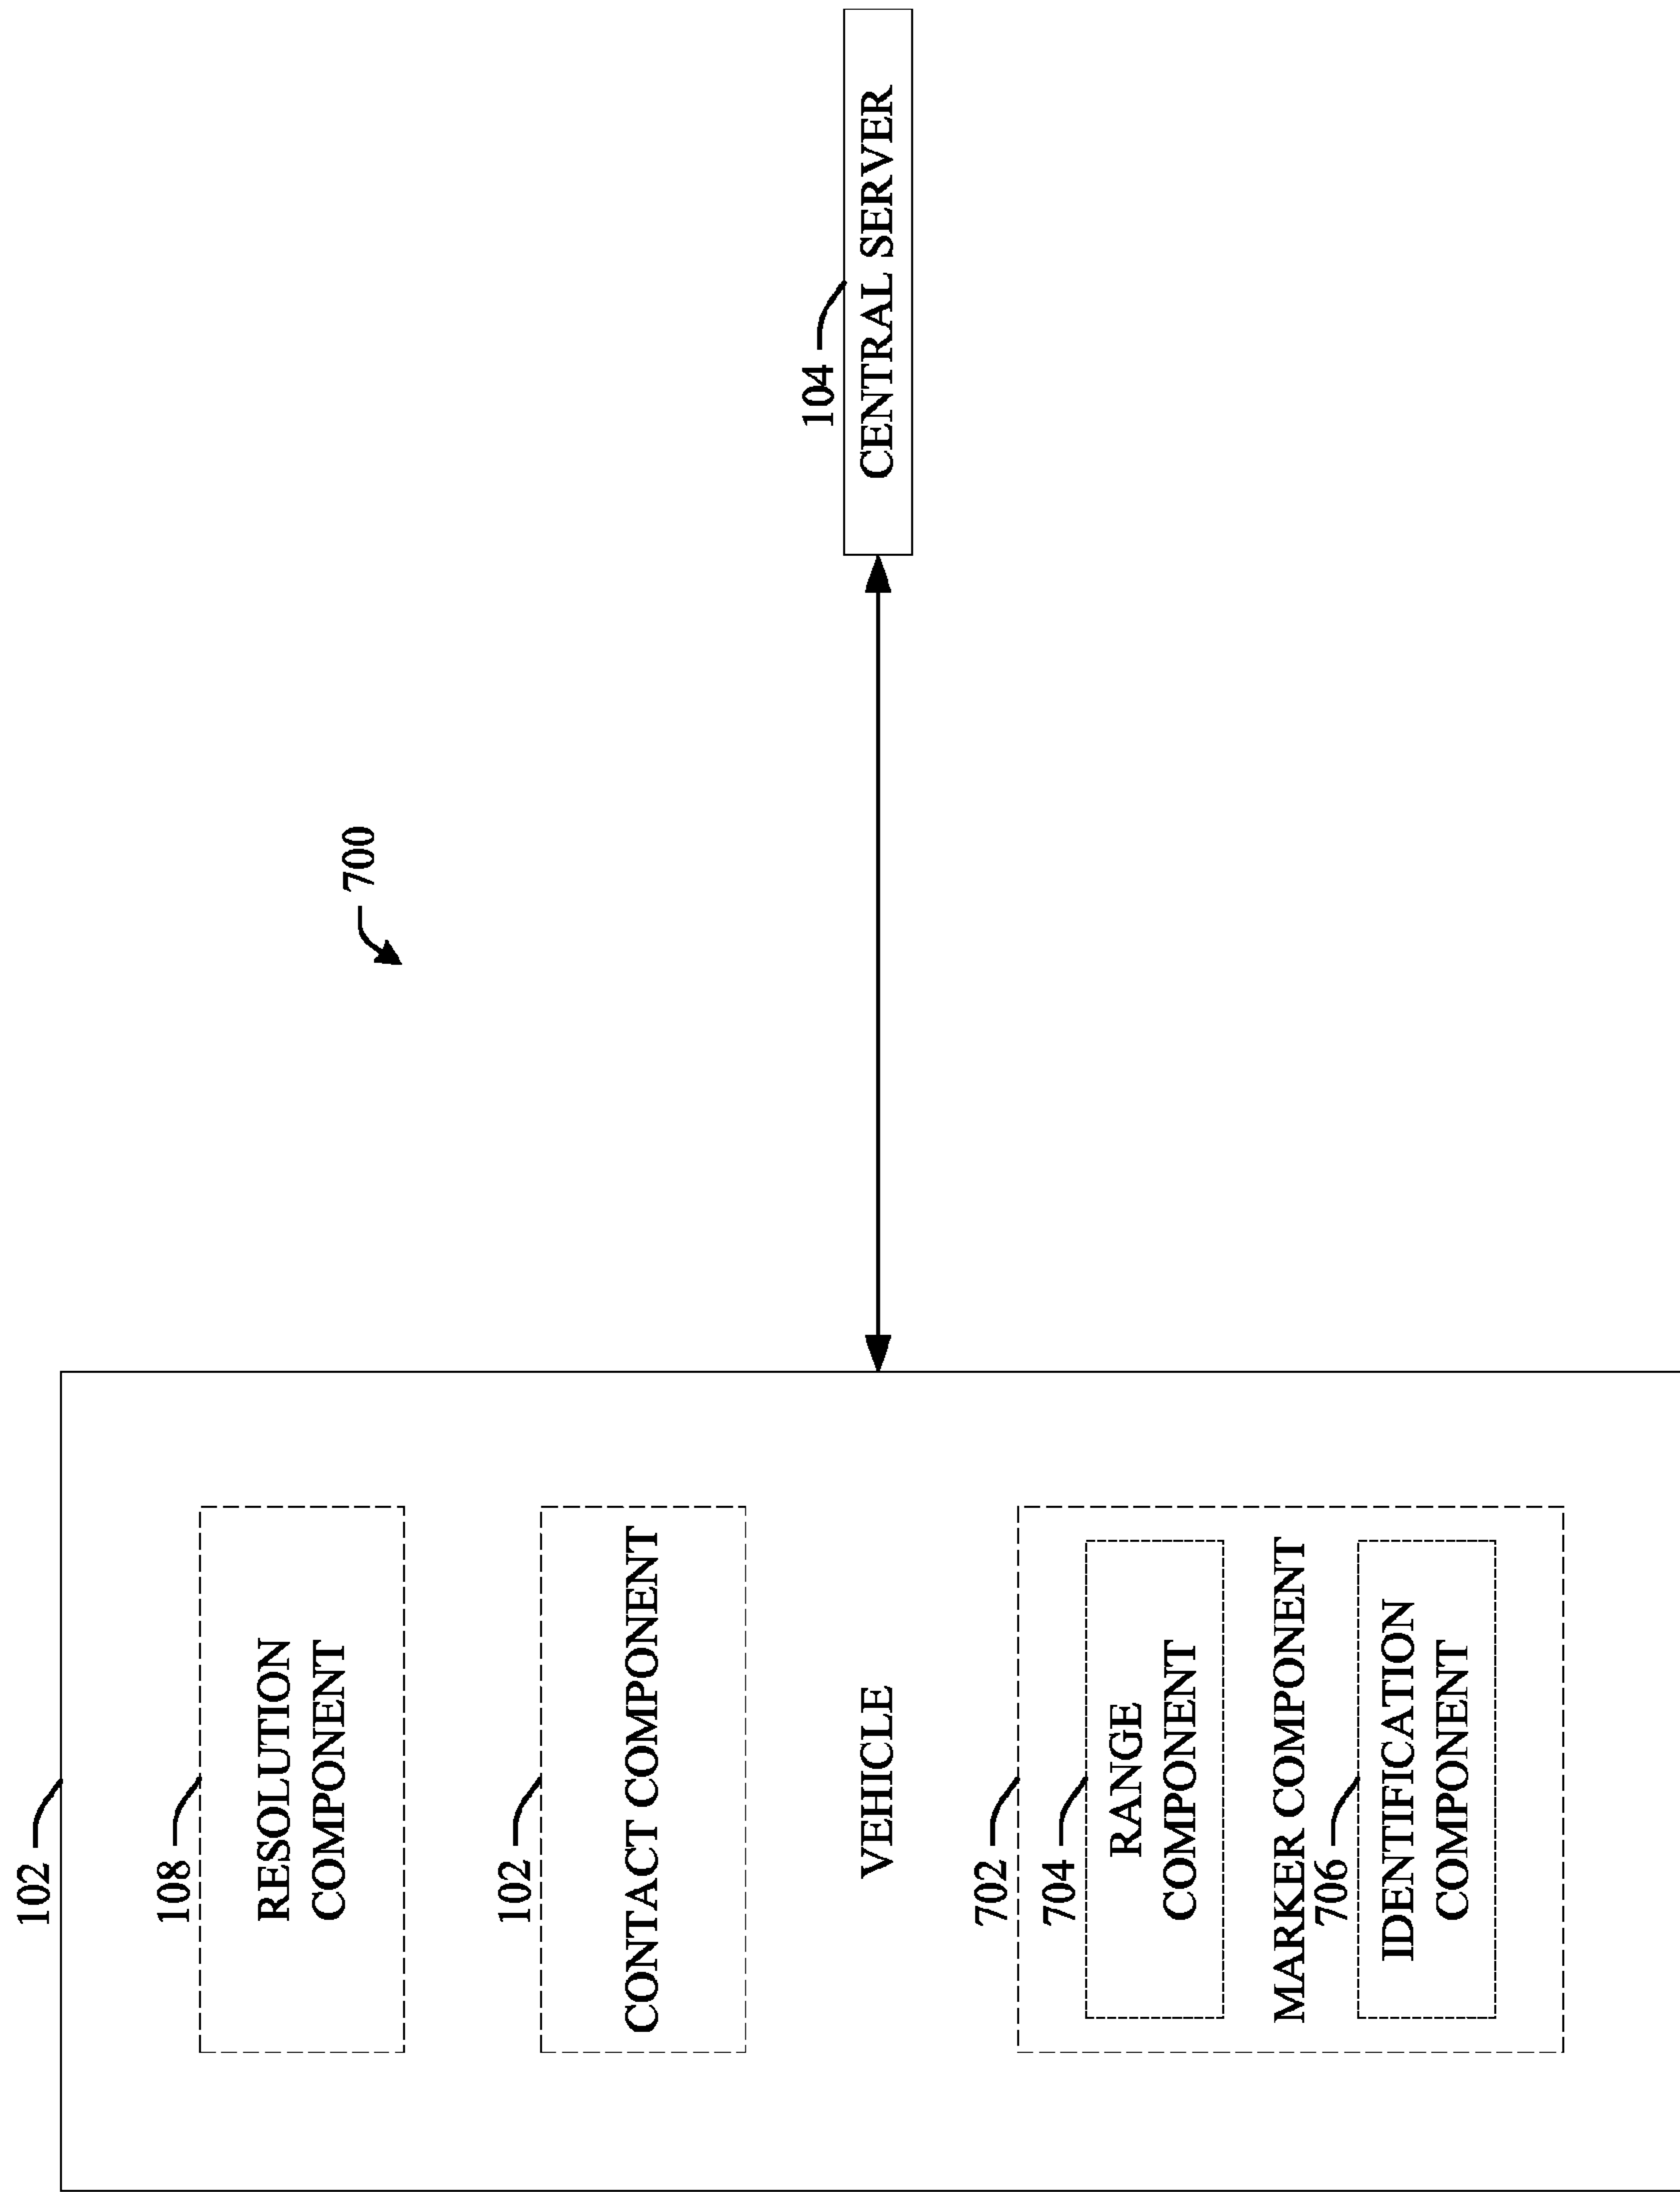 700
102
108
RESOLUTION
COMPONENT
102
CONTACT COMPONENT
VEHICLE
702
704
RANGE
COMPONENT
MARKER COMPONENT
706
IDENTIFICATION
COMPONENT
104
CENTRAL SERVER